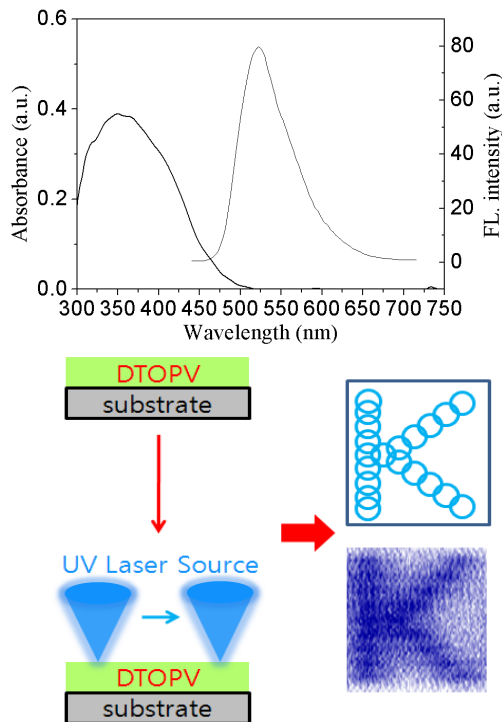 0.6
0.4
0.2
0.0
Absorbance (a.u.)
80
60
40
20
0
FL. intensity (a.u.)
300 350 400 450 500 550 600 650 700 750
Wavelength (nm)
DTOPV
substrate
UV Laser Source
DTOPV
substrate